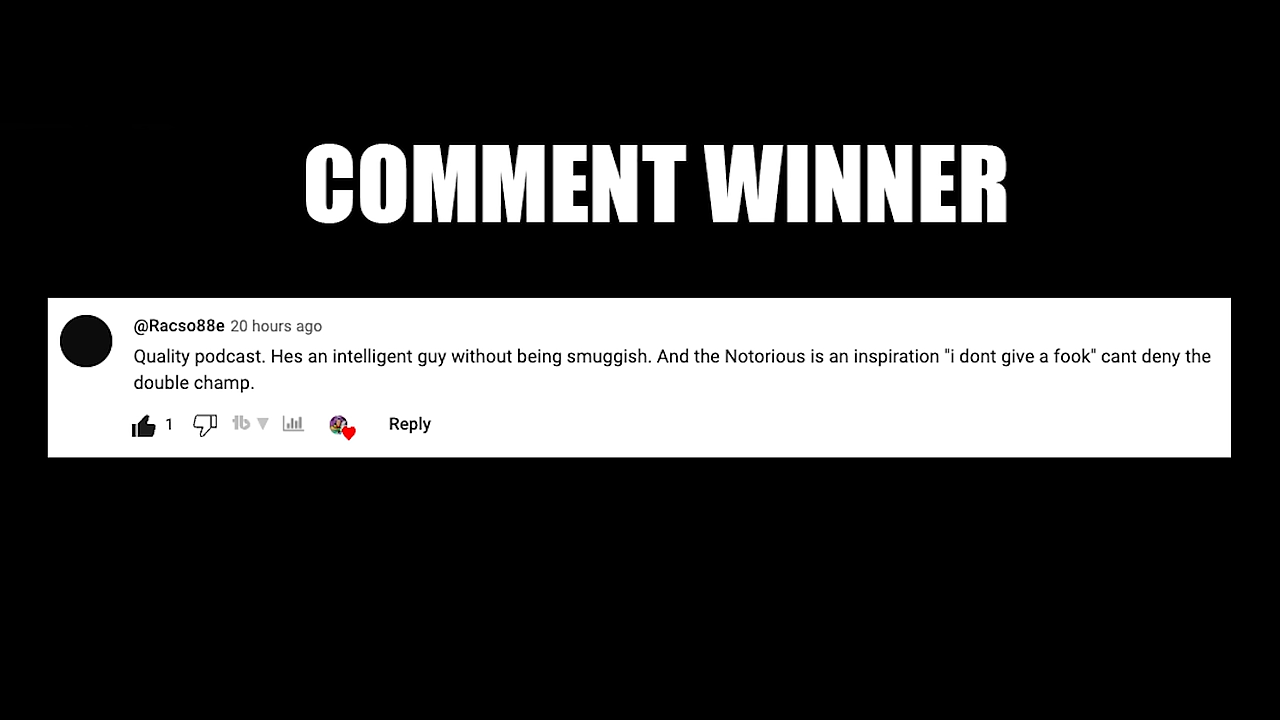 COMMENT WINNER
@Racso88e 20 hours ago
Quality podcast. Hes an intelligent guy without being smuggish. And the Notorious is an inspiration "i dont give a fook" cant deny the
double champ.
1 tb Reply